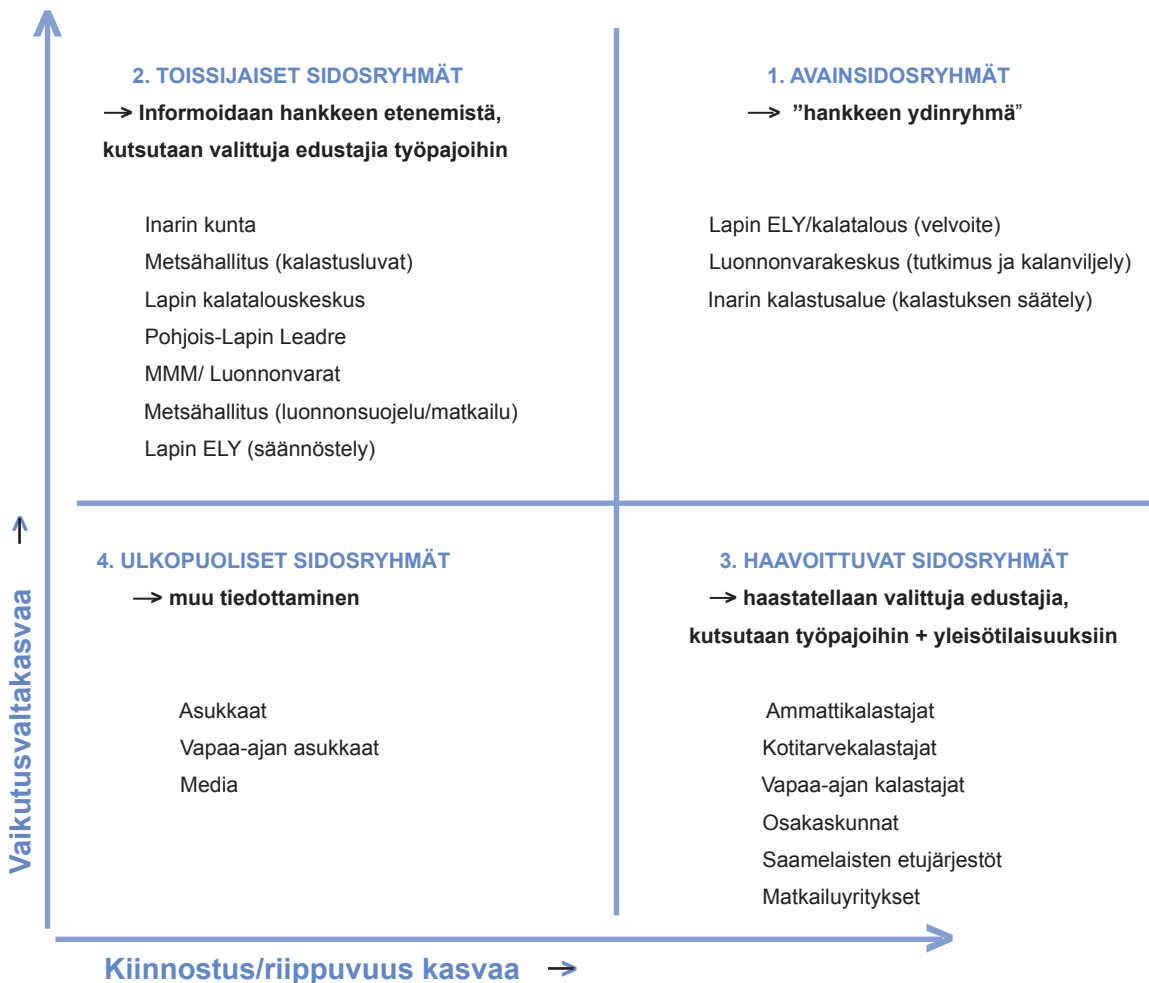 2. TOISSIJAISET SIDOSRYHMÄT
→ Informoidaan hankkeen etenemistä,
kutsutaan valittuja edustajia työpajoihin
Inarin kunta
Metsähallitus (kalastusluvat)
Lapin kalatalouskeskus
Pohjois-Lapin Leadre
MMM/ Luonnonvarat
Metsähallitus (luonnonsuojelu/matkailu)
Lapin ELY (säännöstely)
1. AVAINSIDOSRYHMÄT
→ ”hankkeen ydinryhmä”
Lapin ELY/kalatalous (velvoite)
Luonnonvarakeskus (tutkimus ja kalanviljely)
Inarin kalastusalue (kalastuksen säätely)
4. ULKOPUOLISET SIDOSRYHMÄT
→ muu tiedottaminen
Asukkaat
Vapaa-ajan asukkaat
Media
3. HAAVOITTUVAT SIDOSRYHMÄT
→ haastatellaan valittuja edustajia,
kutsutaan työpajoihin + yleisötilaisuuksiin
Ammattikalastajat
Kotitarvekalastajat
Vapaa-ajan kalastajat
Osakaskunnat
Saamelaisten etujärjestöt
Matkailuyritykset
Vaikutusvaltakasvaa →
Kiinnostus/riippuvuus kasvaa →